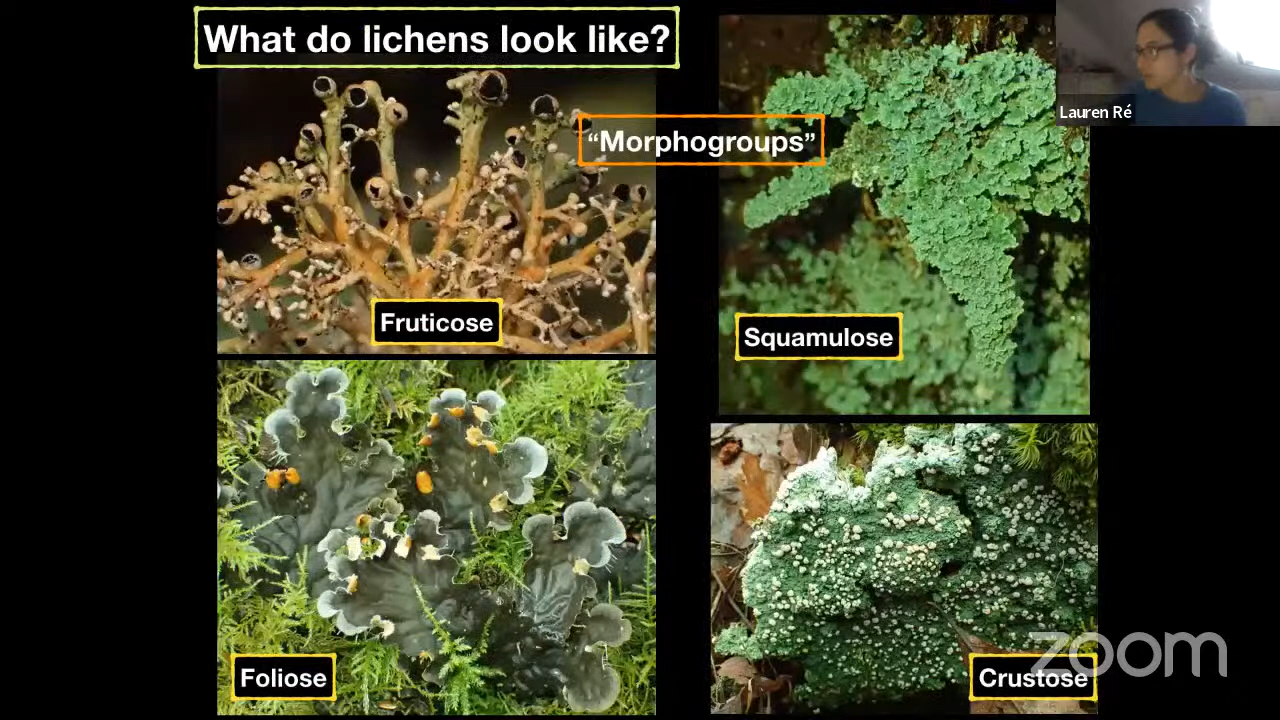 What do lichens look like?
Lauren Ré
“Morphogroups”
Fruticose
Squamulose
Foliose
Crustose
zoom